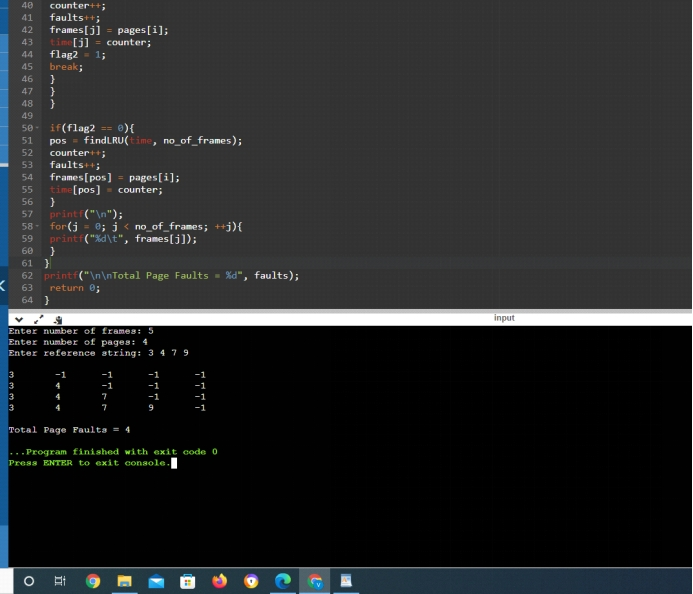 40 counter++;
41 faults++;
42 frames[j] = pages[i];
43 time[j] = counter;
44 flag2 = 1;
45 break;
46 }
47 }
48 }
49
50 if(flag2 == 0){
51 pos = findLRU(time, no_of_frames);
52 counter++;
53 faults++;
54 frames[pos] = pages[i];
55 time[pos] = counter;
56 }
57 printf("\n");
58 for(j = 0; j < no_of_frames; ++j){
59 printf("%d\t", frames[j]);
60 }
61 }
62 printf("\n\nTotal Page Faults = %d", faults);
63 return 0;
64 }
input
Enter number of frames: 5
Enter number of pages: 4
Enter reference string: 3 4 7 9
3 -1 -1 -1 -1
3 4 -1 -1 -1
3 4 7 -1 -1
3 4 7 9 -1
Total Page Faults = 4
...Program finished with exit code 0
Press ENTER to exit console.